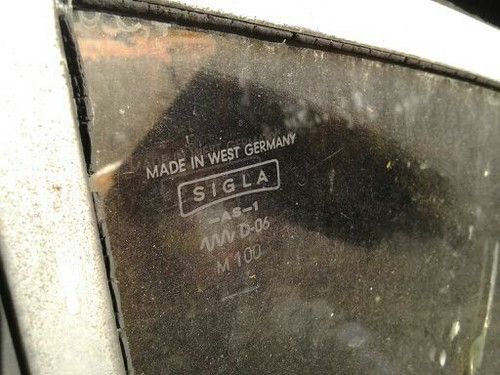 MADE IN WEST GERMANY
SIGLA
-AS-1
D-06
M 100